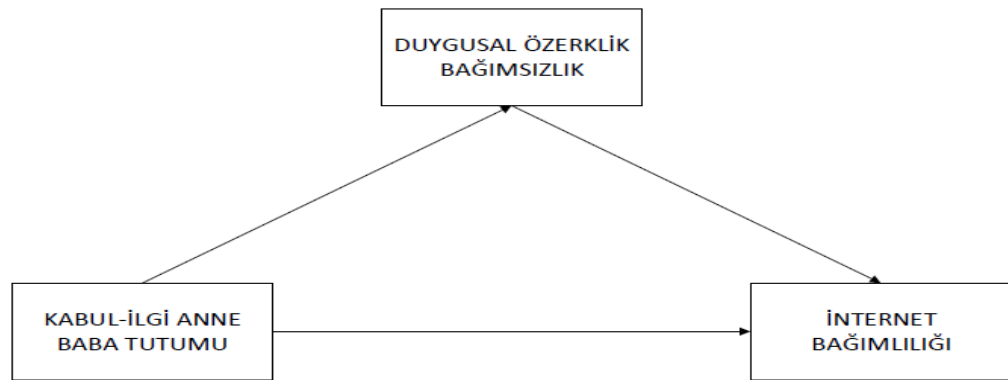 DUYGUSAL ÖZERKLİK
BAĞIMSIZLIK
KABUL-İLGİ ANNE
BABA TUTUMU
İNTERNET
BAĞIMLILIĞI